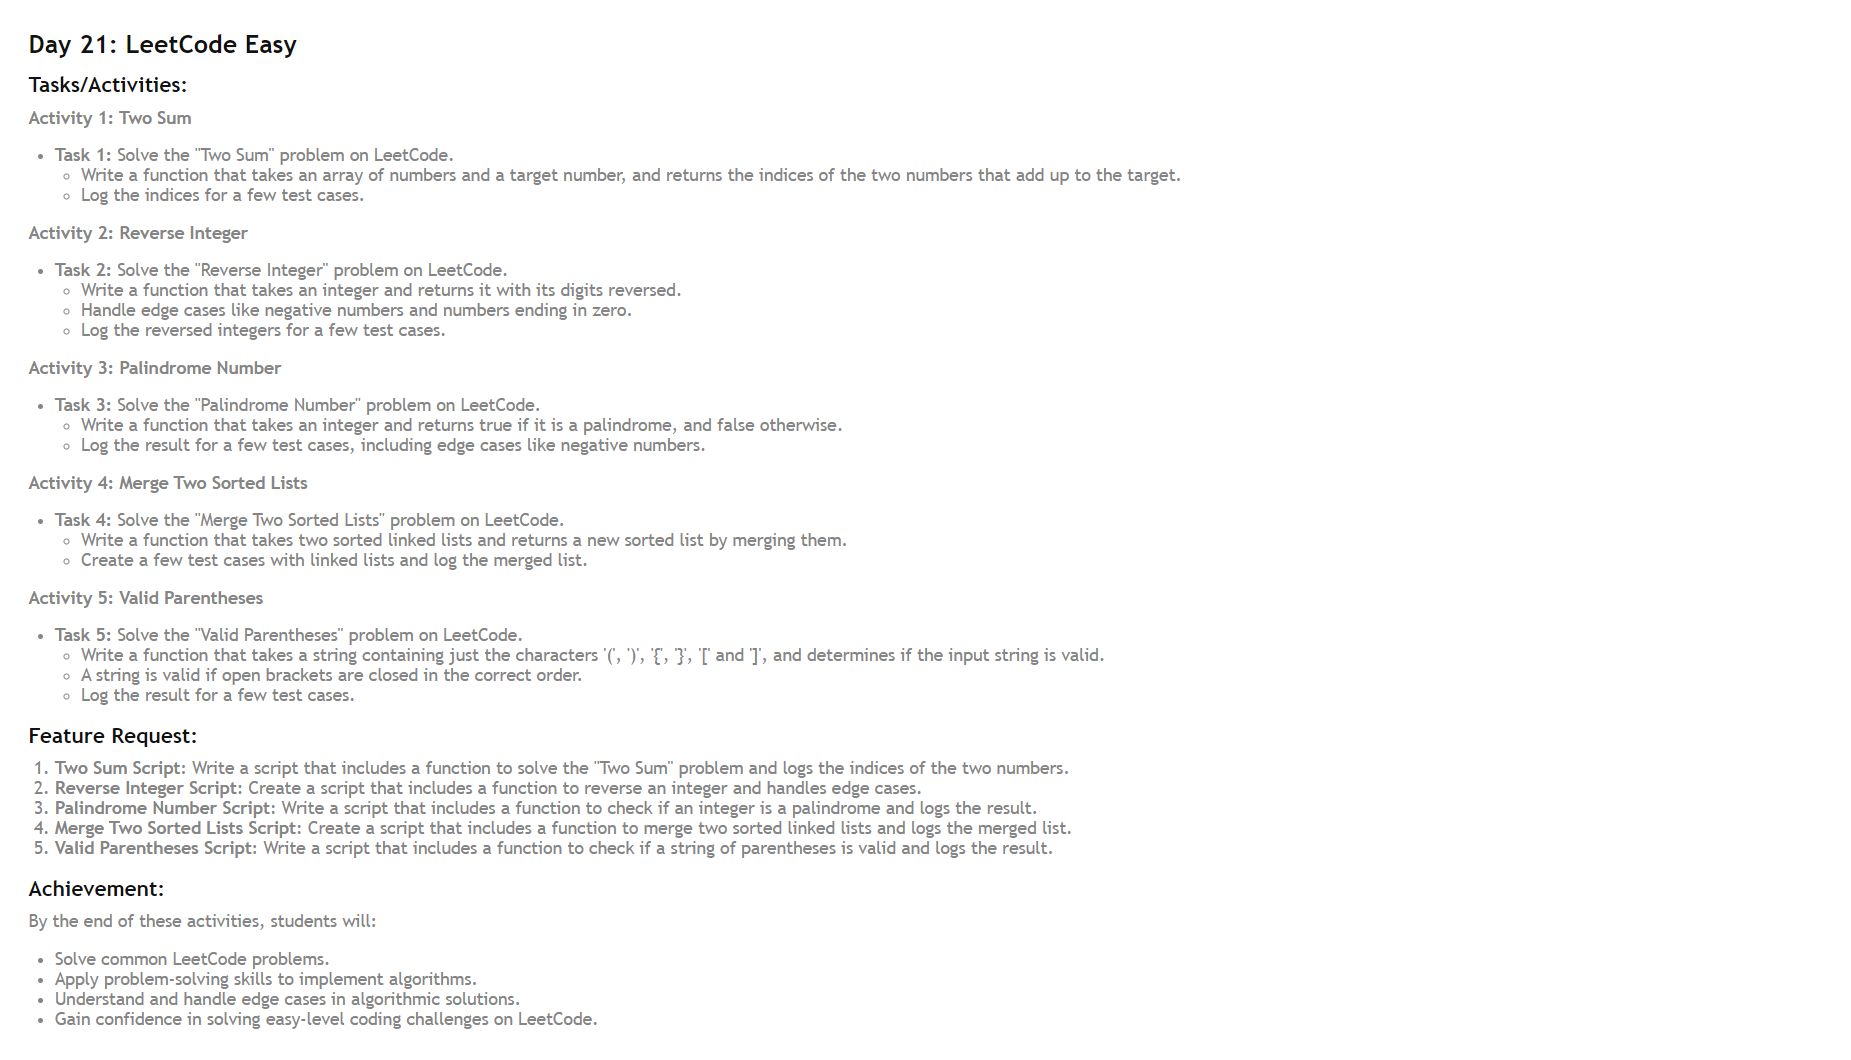 Day 21: LeetCode Easy
Tasks/Activities:
Activity 1: Two Sum
• Task 1: Solve the "Two Sum" problem on LeetCode.
◦ Write a function that takes an array of numbers and a target number, and returns the indices of the two numbers that add up to the target.
◦ Log the indices for a few test cases.
Activity 2: Reverse Integer
• Task 2: Solve the "Reverse Integer" problem on LeetCode.
◦ Write a function that takes an integer and returns it with its digits reversed.
◦ Handle edge cases like negative numbers and numbers ending in zero.
◦ Log the reversed integers for a few test cases.
Activity 3: Palindrome Number
• Task 3: Solve the "Palindrome Number" problem on LeetCode.
◦ Write a function that takes an integer and returns true if it is a palindrome, and false otherwise.
◦ Log the result for a few test cases, including edge cases like negative numbers.
Activity 4: Merge Two Sorted Lists
• Task 4: Solve the "Merge Two Sorted Lists" problem on LeetCode.
◦ Write a function that takes two sorted linked lists and returns a new sorted list by merging them.
◦ Create a few test cases with linked lists and log the merged list.
Activity 5: Valid Parentheses
• Task 5: Solve the "Valid Parentheses" problem on LeetCode.
◦ Write a function that takes a string containing just the characters '(', ')', '{', '}', '[' and ']', and determines if the input string is valid.
◦ A string is valid if open brackets are closed in the correct order.
◦ Log the result for a few test cases.
Feature Request:
1. Two Sum Script: Write a script that includes a function to solve the "Two Sum" problem and logs the indices of the two numbers.
2. Reverse Integer Script: Create a script that includes a function to reverse an integer and handles edge cases.
3. Palindrome Number Script: Write a script that includes a function to check if an integer is a palindrome and logs the result.
4. Merge Two Sorted Lists Script: Create a script that includes a function to merge two sorted linked lists and logs the merged list.
5. Valid Parentheses Script: Write a script that includes a function to check if a string of parentheses is valid and logs the result.
Achievement:
By the end of these activities, students will:
• Solve common LeetCode problems.
• Apply problem-solving skills to implement algorithms.
• Understand and handle edge cases in algorithmic solutions.
• Gain confidence in solving easy-level coding challenges on LeetCode.